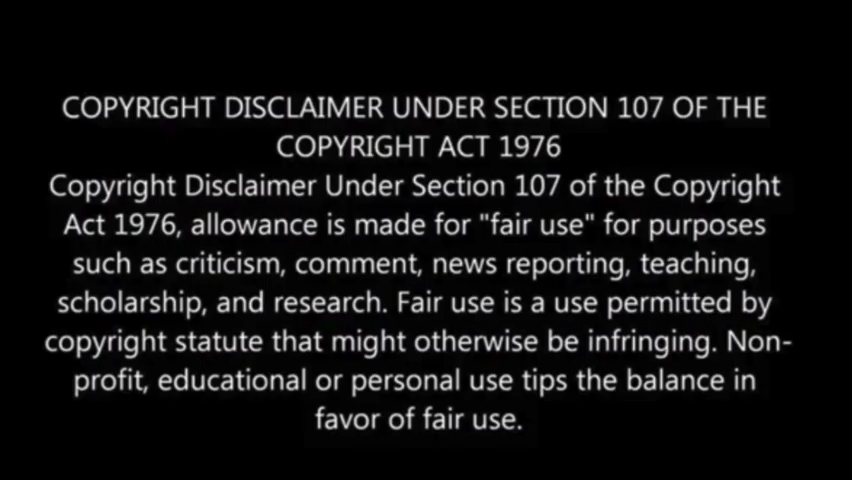 COPYRIGHT DISCLAIMER UNDER SECTION 107 OF THE
COPYRIGHT ACT 1976
Copyright Disclaimer Under Section 107 of the Copyright
Act 1976, allowance is made for "fair use" for purposes
such as criticism, comment, news reporting, teaching,
scholarship, and research. Fair use is a use permitted by
copyright statute that might otherwise be infringing. Non-
profit, educational or personal use tips the balance in
favor of fair use.